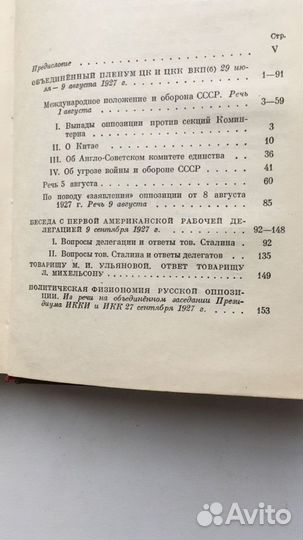 Стр.
Предисловие V
ОБЪЕДИНЁННЫЙ ПЛЕНУМ ЦК И ЦКК ВКП(б) 29 ию-
ля — 9 августа 1927 г. 1—91
Международное положение и оборона СССР. Речь
1 августа 3—59
I. Выпады оппозиции против секций Комин-
терна 3
II. О Китае 10
III. Об Англо-Советском комитете единства 36
IV. Об угрозе войны и обороне СССР 41
Речь 5 августа 60
По поводу «заявления» оппозиции от 8 августа
1927 г. Речь 9 августа 85
БЕСЕДА С ПЕРВОЙ АМЕРИКАНСКОЙ РАБОЧЕЙ ДЕ-
ЛЕГАЦИЕЙ 9 сентября 1927 г. 92—148
I. Вопросы делегации и ответы тов. Сталина 92
II. Вопросы тов. Сталина и ответы делегатов 135
ТОВАРИЩУ М. И. УЛЬЯНОВОЙ. ОТВЕТ ТОВАРИЩУ
Л. МИХЕЛЬСОНУ 149
ПОЛИТИЧЕСКАЯ ФИЗИОНОМИЯ РУССКОЙ ОППОЗИ-
ЦИИ. Из речи на объединённом заседании Прези-
диума ИККИ и ИКК 27 сентября 1927 г. 153
Avito